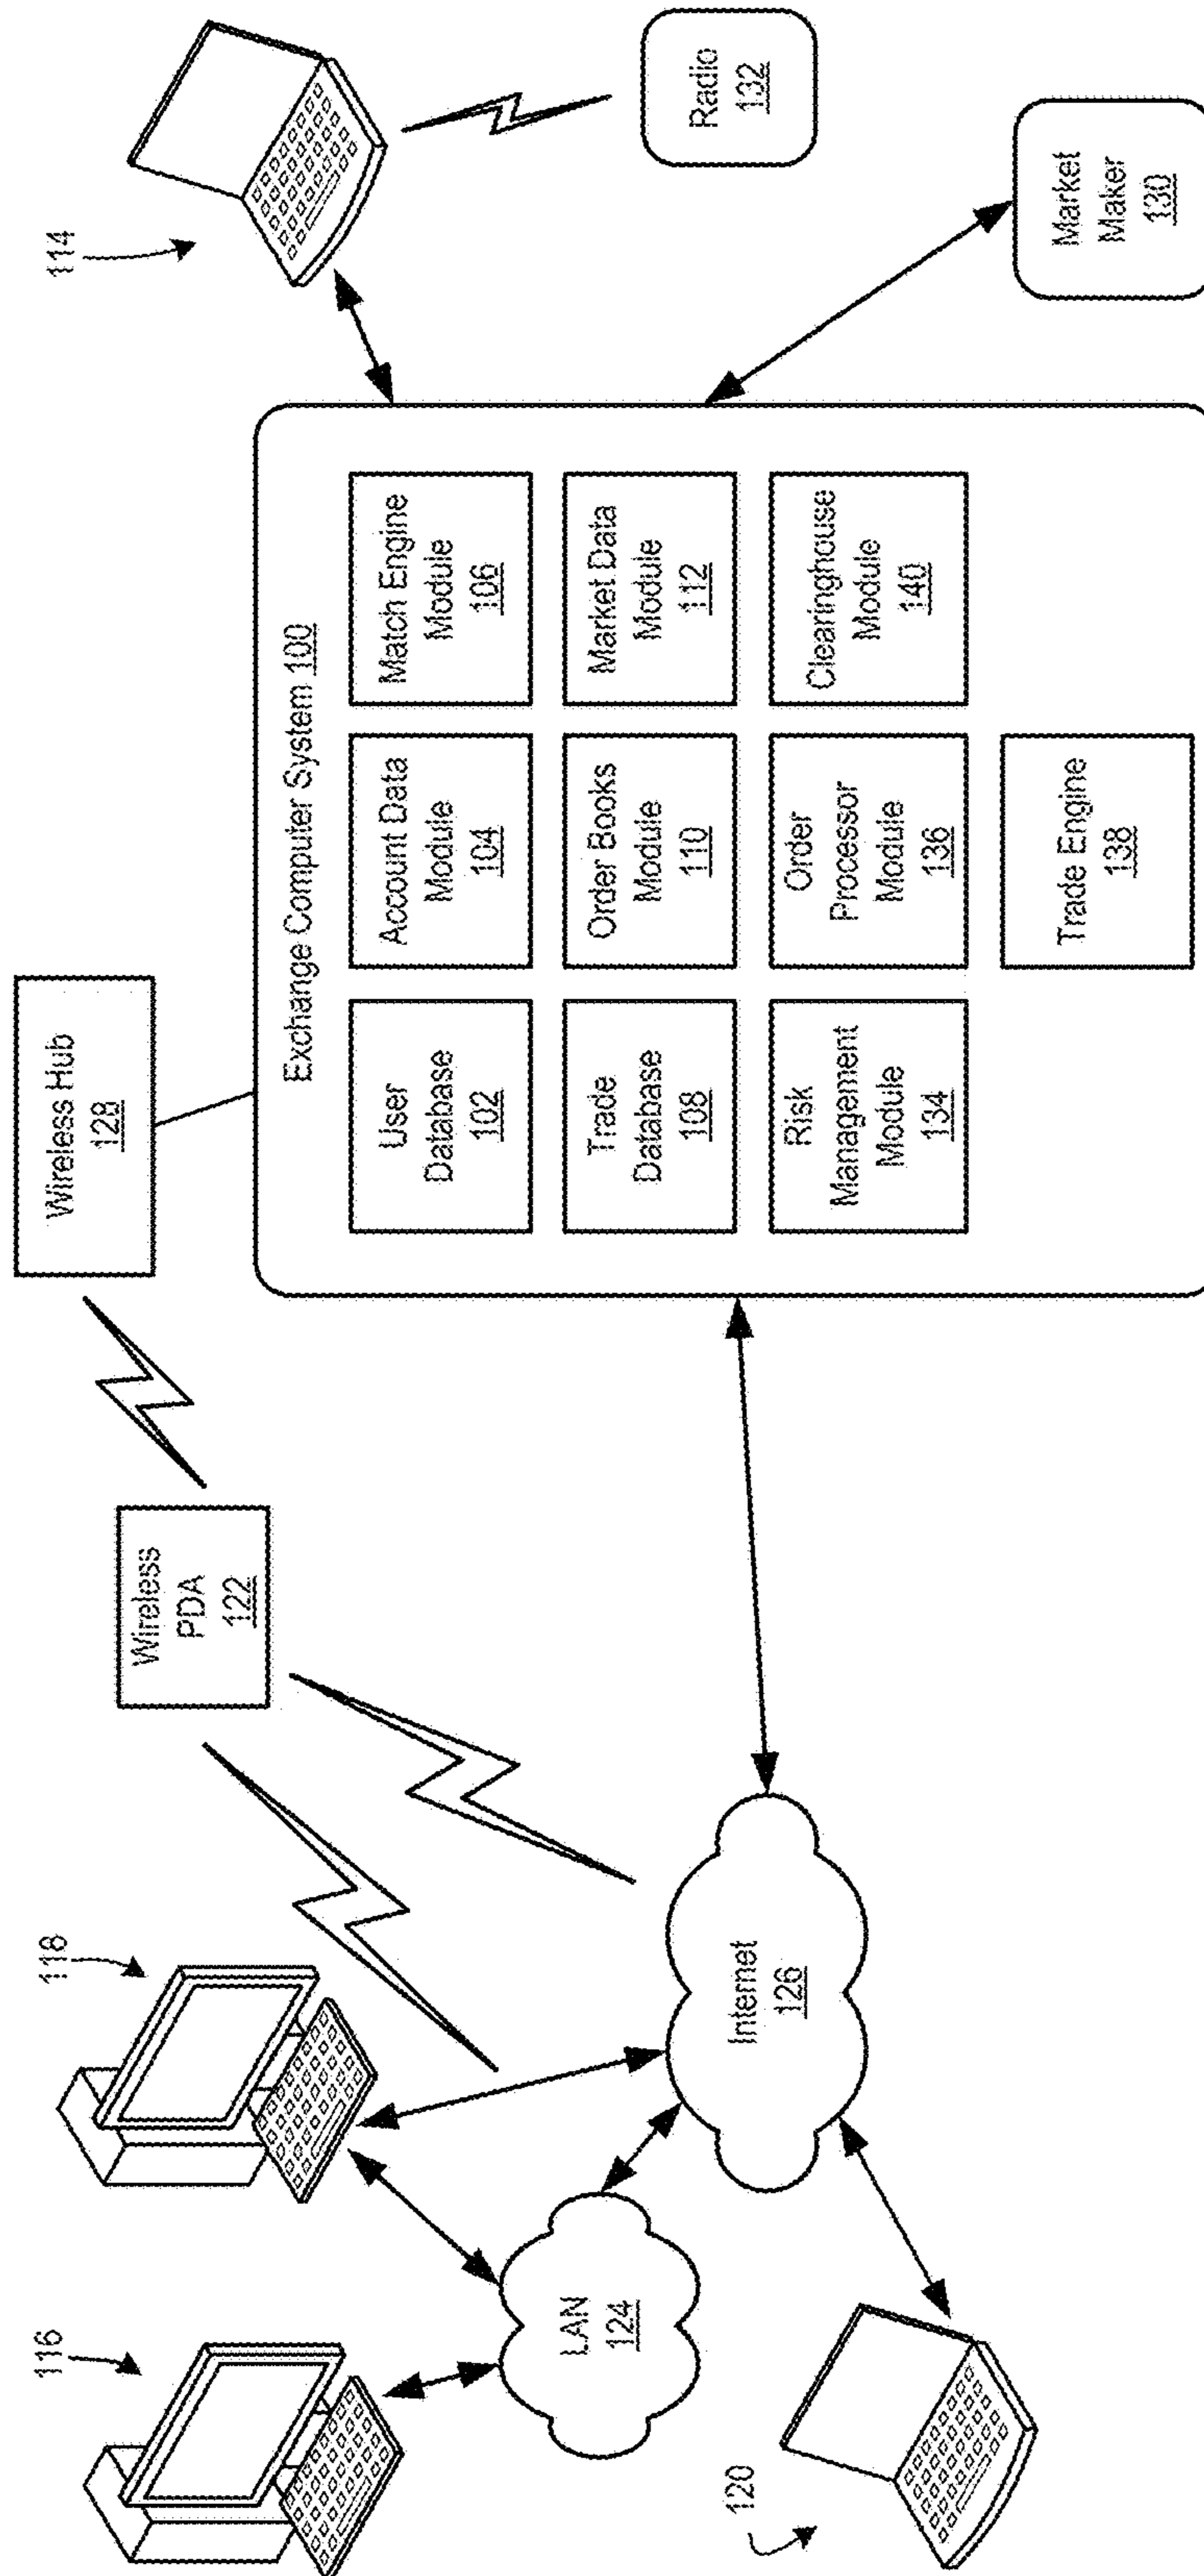 114
Radio
132
Market
Maker
130
Wireless Hub
128
Exchange Computer System 100
User
Database
102
Account Data
Module
104
Match Engine
Module
106
Trade
Database
108
Order Books
Module
110
Market Data
Module
112
Risk
Management
Module
134
Order
Processor
Module
136
Clearinghouse
Module
140
Trade Engine
138
Wireless
PDA
122
116
118
LAN
124
Internet
126
120